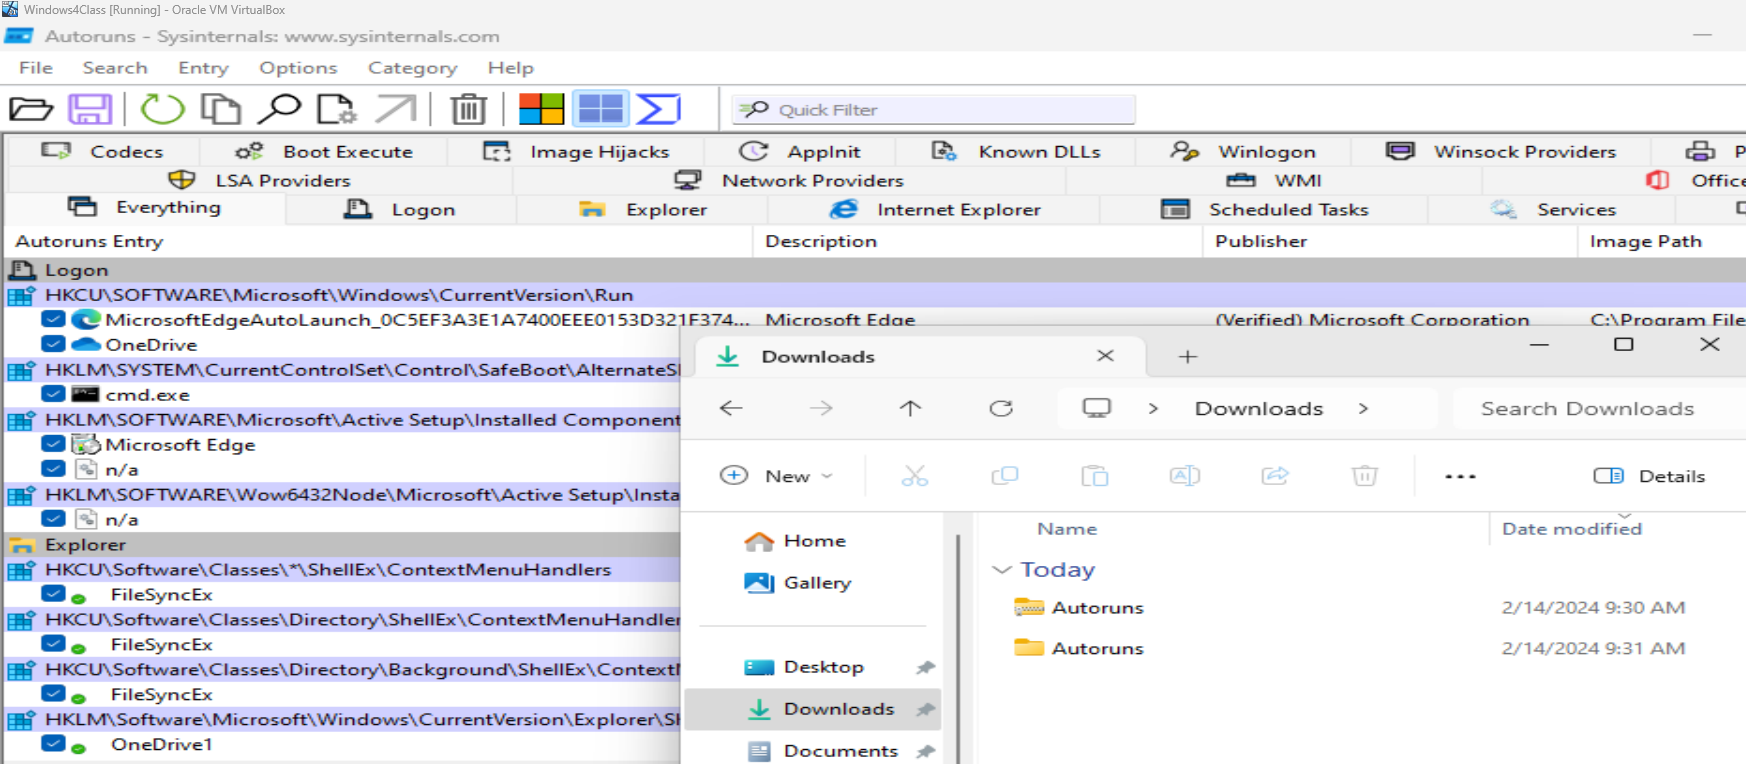 Windows4Class [Running] - Oracle VM VirtualBox
Autoruns - Sysinternals: www.sysinternals.com
File Search Entry Options Category Help
Quick Filter
Codecs Boot Execute Image Hijacks AppInit Known DLLs Winlogon Winsock Providers P
LSA Providers Network Providers WMI Office
Everything Logon Explorer Internet Explorer Scheduled Tasks Services
Autoruns Entry Description Publisher Image Path
Logon
HKCU\SOFTWARE\Microsoft\Windows\CurrentVersion\Run
MicrosoftEdgeAutoLaunch_0C5EF3A3E1A7400EEE0153D321F374... Microsoft Edge (Verified) Microsoft Corporation C:\Program File
OneDrive
HKLM\SYSTEM\CurrentControlSet\Control\SafeBoot\AlternateS
cmd.exe
HKLM\SOFTWARE\Microsoft\Active Setup\Installed Component
Microsoft Edge
n/a
HKLM\SOFTWARE\Wow6432Node\Microsoft\Active Setup\Insta
n/a
Explorer
HKCU\Software\Classes\*\ShellEx\ContextMenuHandlers
FileSyncEx
HKCU\Software\Classes\Directory\ShellEx\ContextMenuHandler
FileSyncEx
HKCU\Software\Classes\Directory\Background\ShellEx\Context
FileSyncEx
HKLM\Software\Microsoft\Windows\CurrentVersion\Explorer\Sh
OneDrive1
Downloads
Downloads
Search Downloads
New
Details
Home
Gallery
Desktop
Downloads
Documents
Name Date modified
Today
Autoruns 2/14/2024 9:30 AM
Autoruns 2/14/2024 9:31 AM